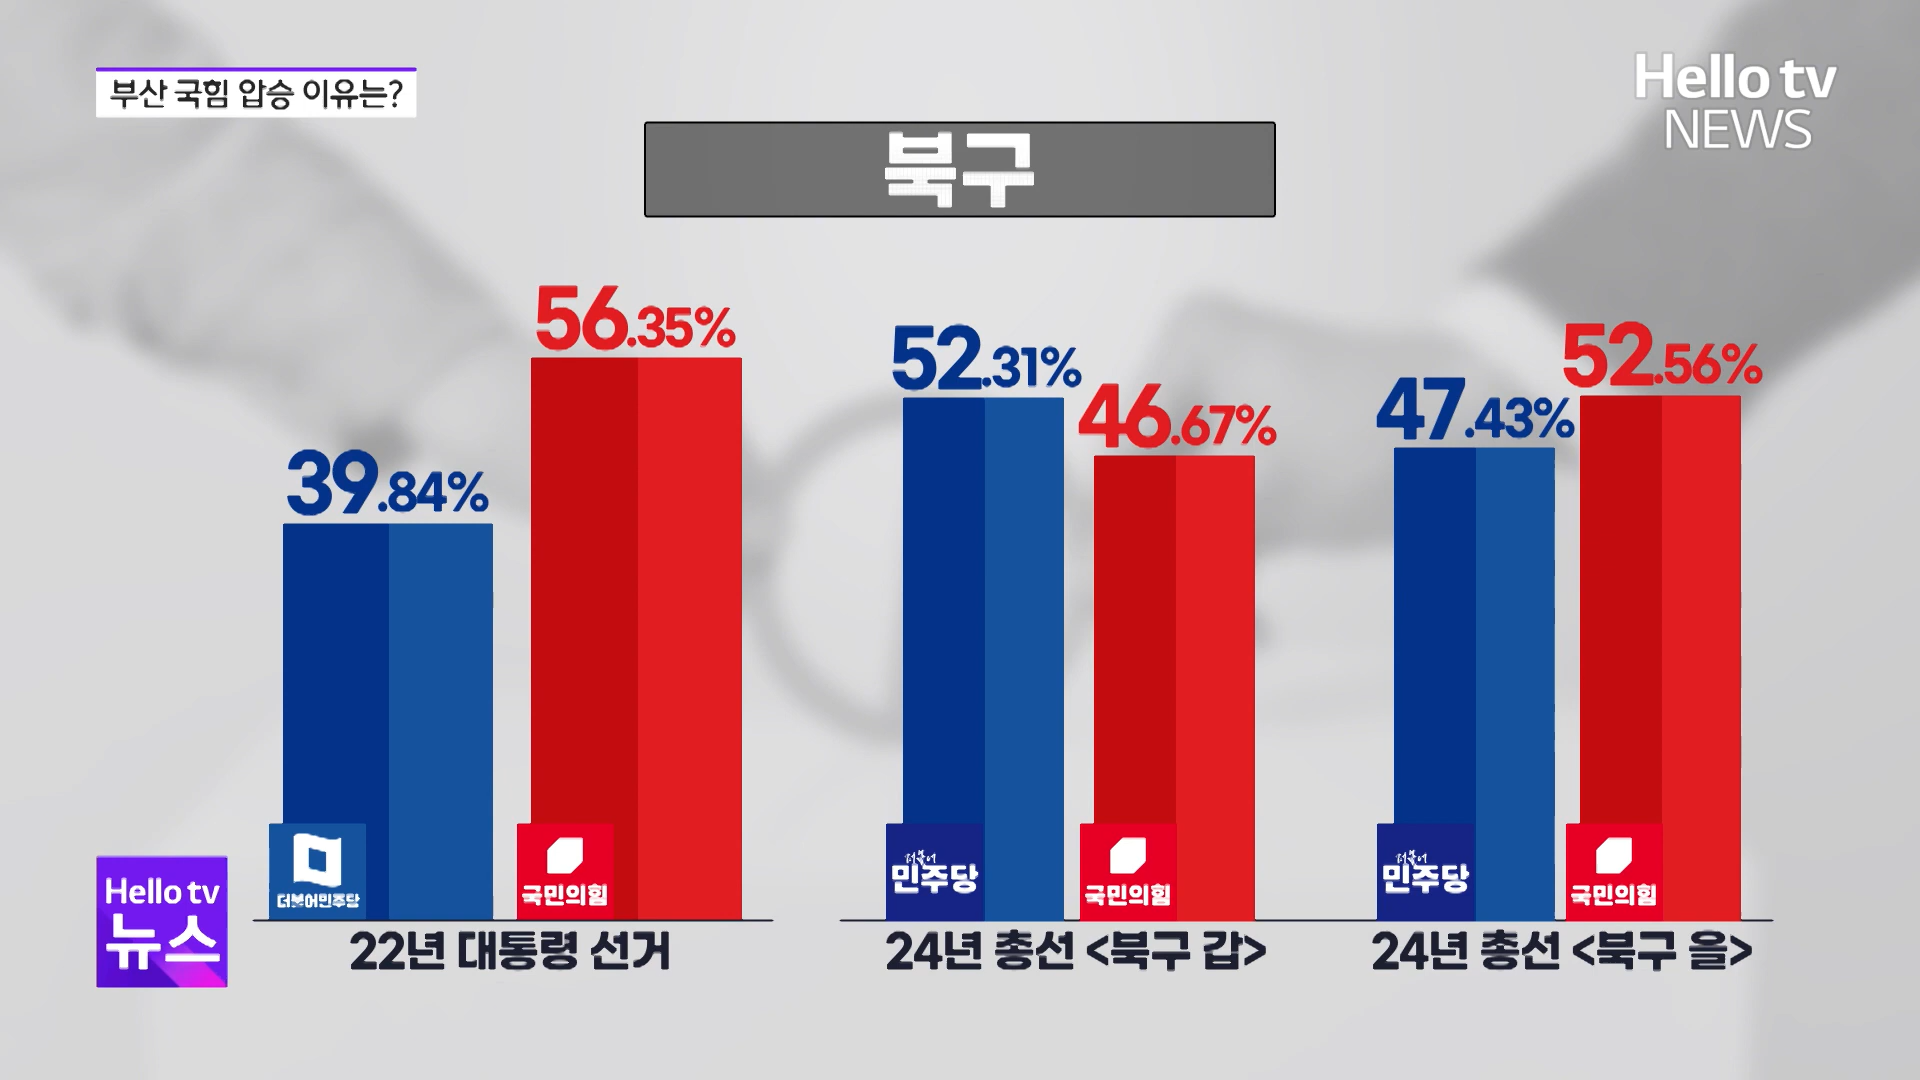 부산 국힘 압승 이유는?
Hello tv
NEWS
북구
39.84%
56.35%
52.31%
46.67%
47.43%
52.56%
더불어민주당
국민의힘
더불어
민주당
국민의힘
더불어
민주당
국민의힘
22년 대통령 선거
24년 총선 <북구 갑>
24년 총선 <북구 을>
Hello tv
뉴스